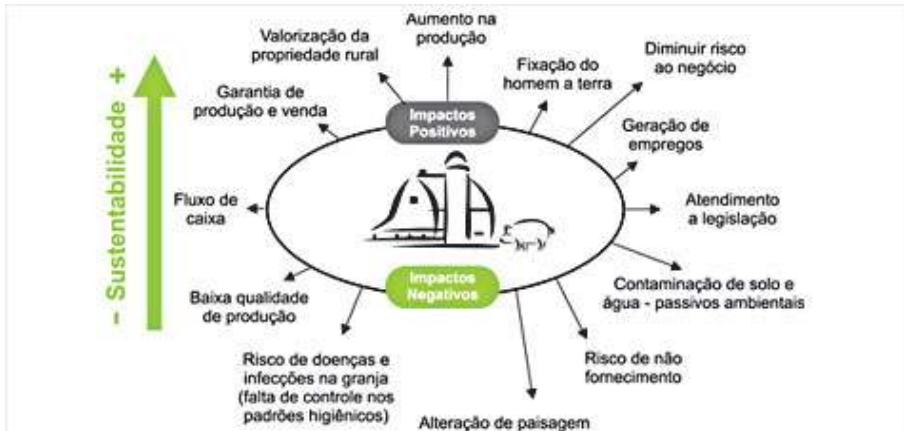 Aumento na
produção
Valorização da
propriedade rural
Diminuir risco
ao negócio
Fixação do
homem a terra
Garantia de
produção e venda
Impactos
Positivos
Geração de
empregos
Fluxo de
caixa
Atendimento
a legislação
Impactos
Negativos
Contaminação de solo e
água - passivos ambientais
Baixa qualidade
de produção
Risco de doenças e
infecções na granja
(falta de controle nos
padrões higiênicos)
Risco de não
fornecimento
Alteração de paisagem
- Sustentabilidade +